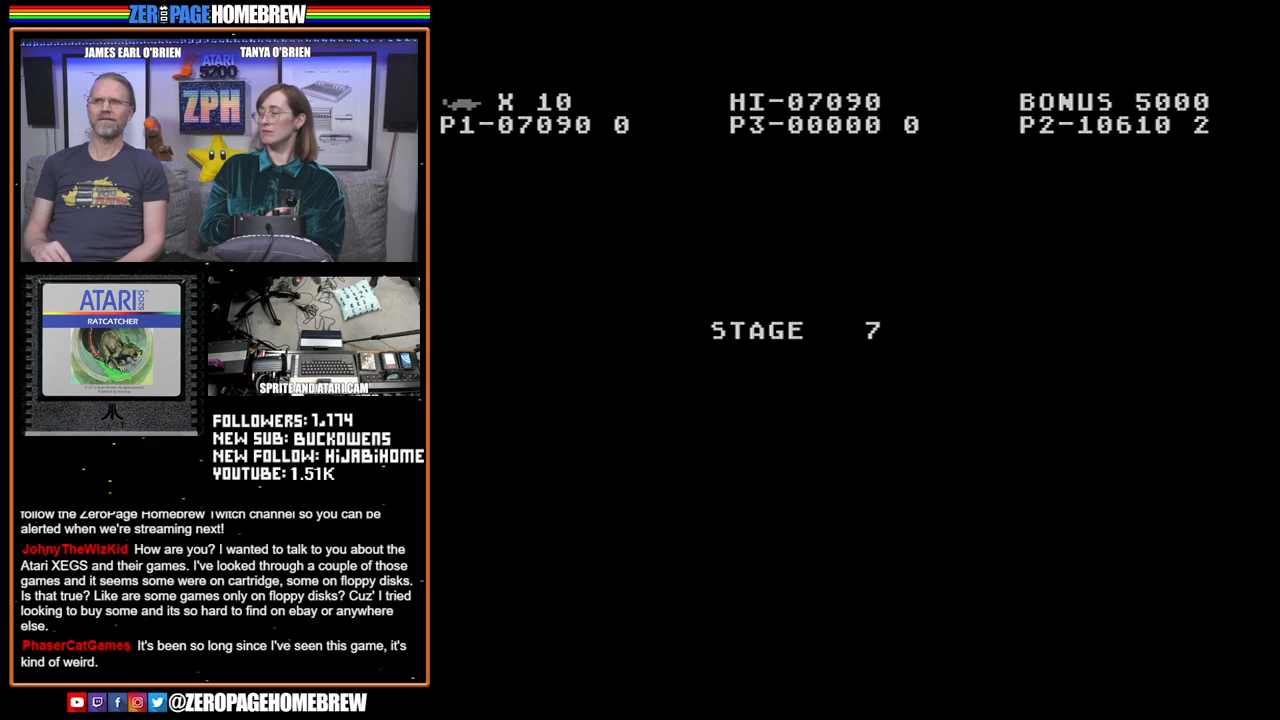 ZEROPAGE HOMEBREW
JAMES EARL O'BRIEN
TANYA O'BRIEN
ATARI
5200
ZPH
X 10
HI-07090
BONUS 5000
P1-07090 0
P3-00000 0
P2-10610 2
STAGE 7
ATARI 5200
RATCATCHER
SPRITE AND ATARI CAM
FOLLOWERS: 1,174
NEW SUB: BUCKOWENS
NEW FOLLOW: HIJABIHOME
YOUTUBE: 1.51K
follow the ZeroPage Homebrew Twitch channel so you can be
alerted when we're streaming next!
JohnyTheWizKid How are you? I wanted to talk to you about the
Atari XEGS and their games. I've looked through a couple of those
games and it seems some were on cartridge, some on floppy disks.
Is that true? Like are some games only on floppy disks? Cuz' I tried
looking to buy some and its so hard to find on ebay or anywhere
else.
PhaserCatGames It's been so long since I've seen this game, it's
kind of weird.
@ZEROPAGEHOMEBREW